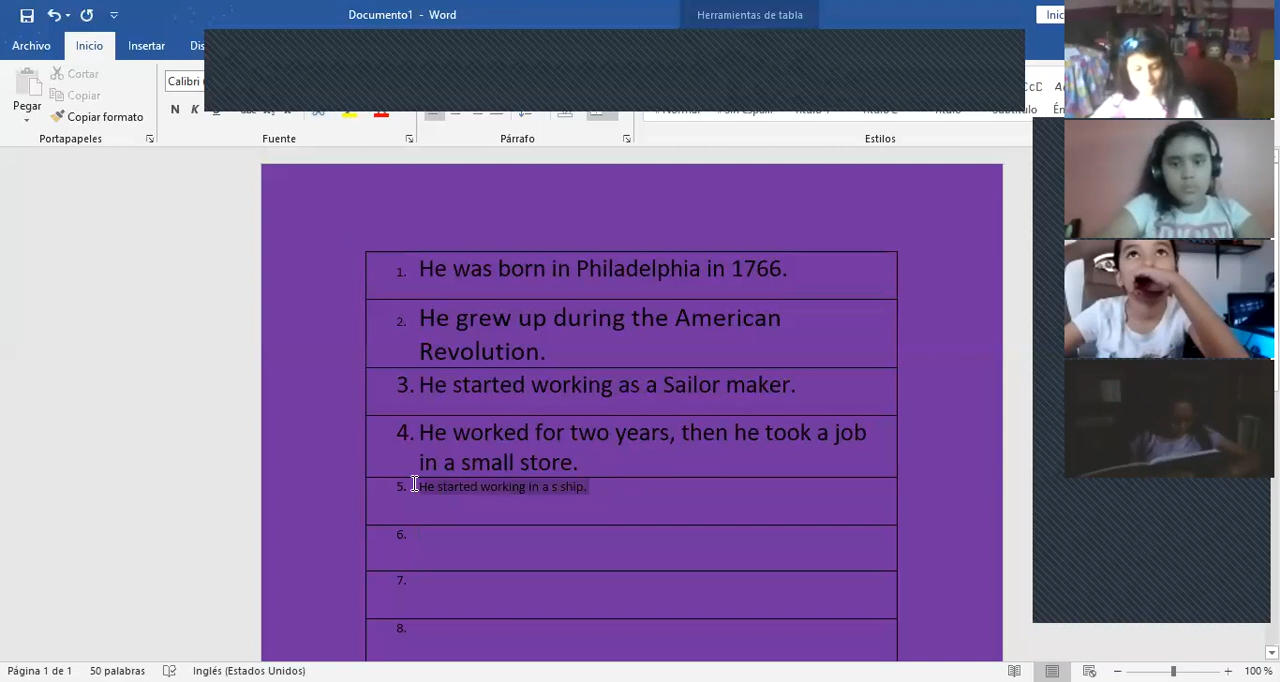 Documento1 - Word
Herramientas de tabla
Inic
Archivo
Inicio
Insertar
Dis
Cortar
Copiar
Copiar formato
Pegar
Calibri
N K
Portapapeles
Fuente
Párrafo
Estilos
1. He was born in Philadelphia in 1766.
2. He grew up during the American
Revolution.
3. He started working as a Sailor maker.
4. He worked for two years, then he took a job
in a small store.
5. He started working in a s ship.
6.
7.
8.
Página 1 de 1
50 palabras
Inglés (Estados Unidos)
100 %